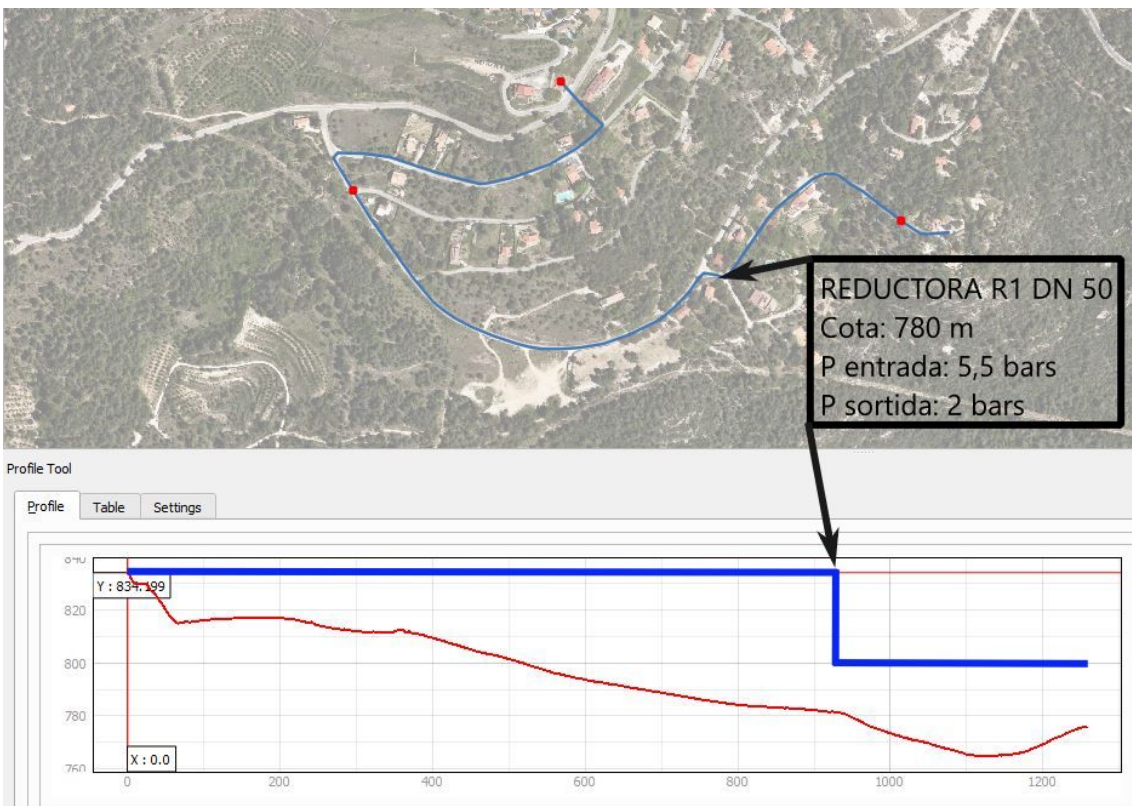 REDUCTORA R1 DN 50
Cota: 780 m
P entrada: 5,5 bars
P sortida: 2 bars
Profile Tool
Profile
Table
Settings
840
Y : 834.199
820
800
780
X : 0.0
760
0
200
400
600
800
1000
1200